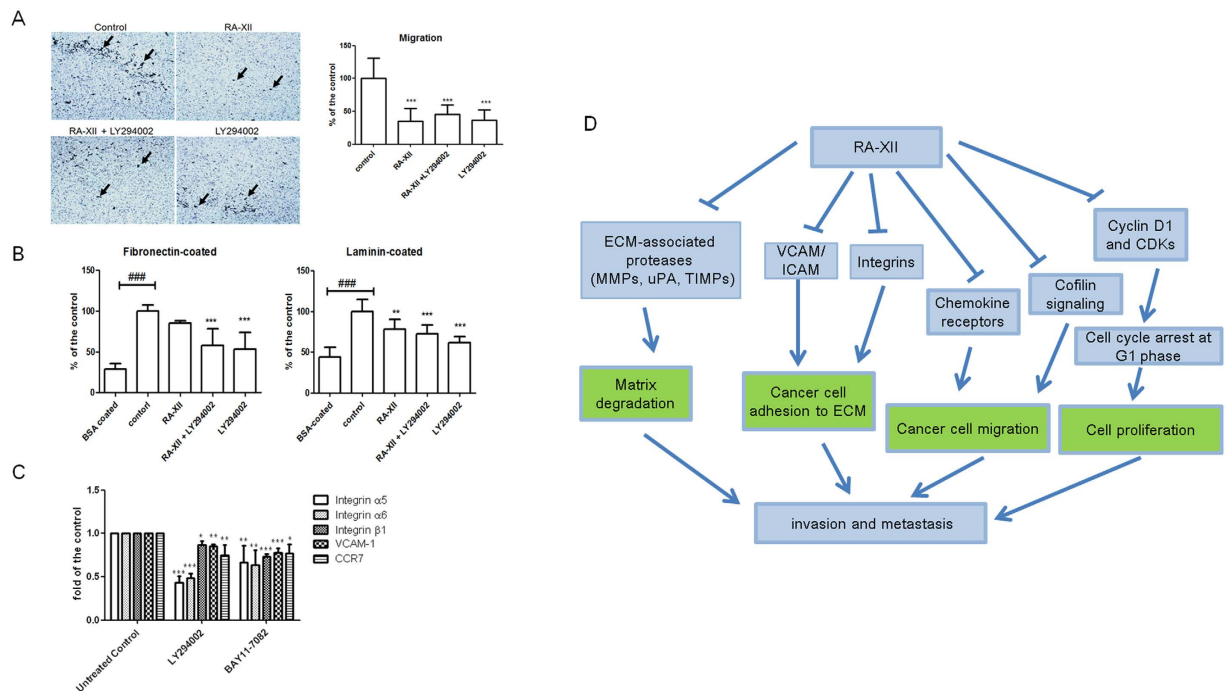 A
Control
RA-XII
RA-XII + LY294002
LY294002
Migration
% of the control
150
100
50
0
control
RA-XII
RA-XII +LY294002
LY294002
***
***
***
B
Fibronectin-coated
% of the control
150
100
50
0
###
***
***
BSA coated
contorl
RA-XII
RA-XII + LY294002
LY294002
Laminin-coated
% of the control
150
100
50
0
###
**
***
***
BSA-coated
control
RA-XII
RA-XII + LY294002
LY294002
C
fold of the control
1.5
1.0
0.5
0.0
***
***
*
**
**
**
**
***
***
*
Untreated Control
LY294002
BAY11-7082
Integrin α5
Integrin α6
Integrin β1
VCAM-1
CCR7
D
RA-XII
ECM-associated
proteases
(MMPs, uPA, TIMPs)
VCAM/
ICAM
Integrins
Chemokine
receptors
Cofilin
signaling
Cyclin D1
and CDKs
Cell cycle arrest at
G1 phase
Matrix
degradation
Cancer cell
adhesion to ECM
Cancer cell migration
Cell proliferation
invasion and metastasis